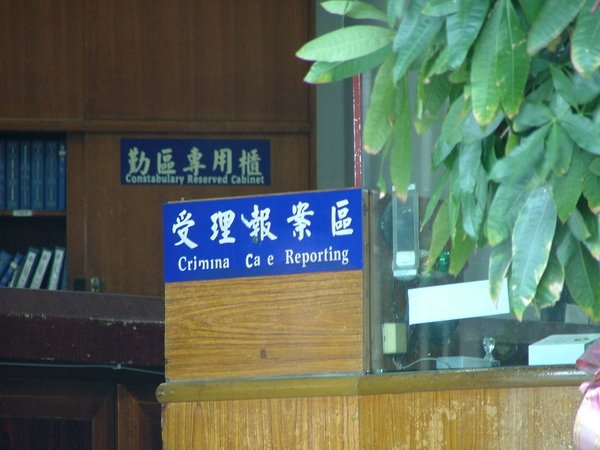 勤區專用櫃
Constabulary Reserved Cabinet
受理報案區
Crimina Ca e Reporting